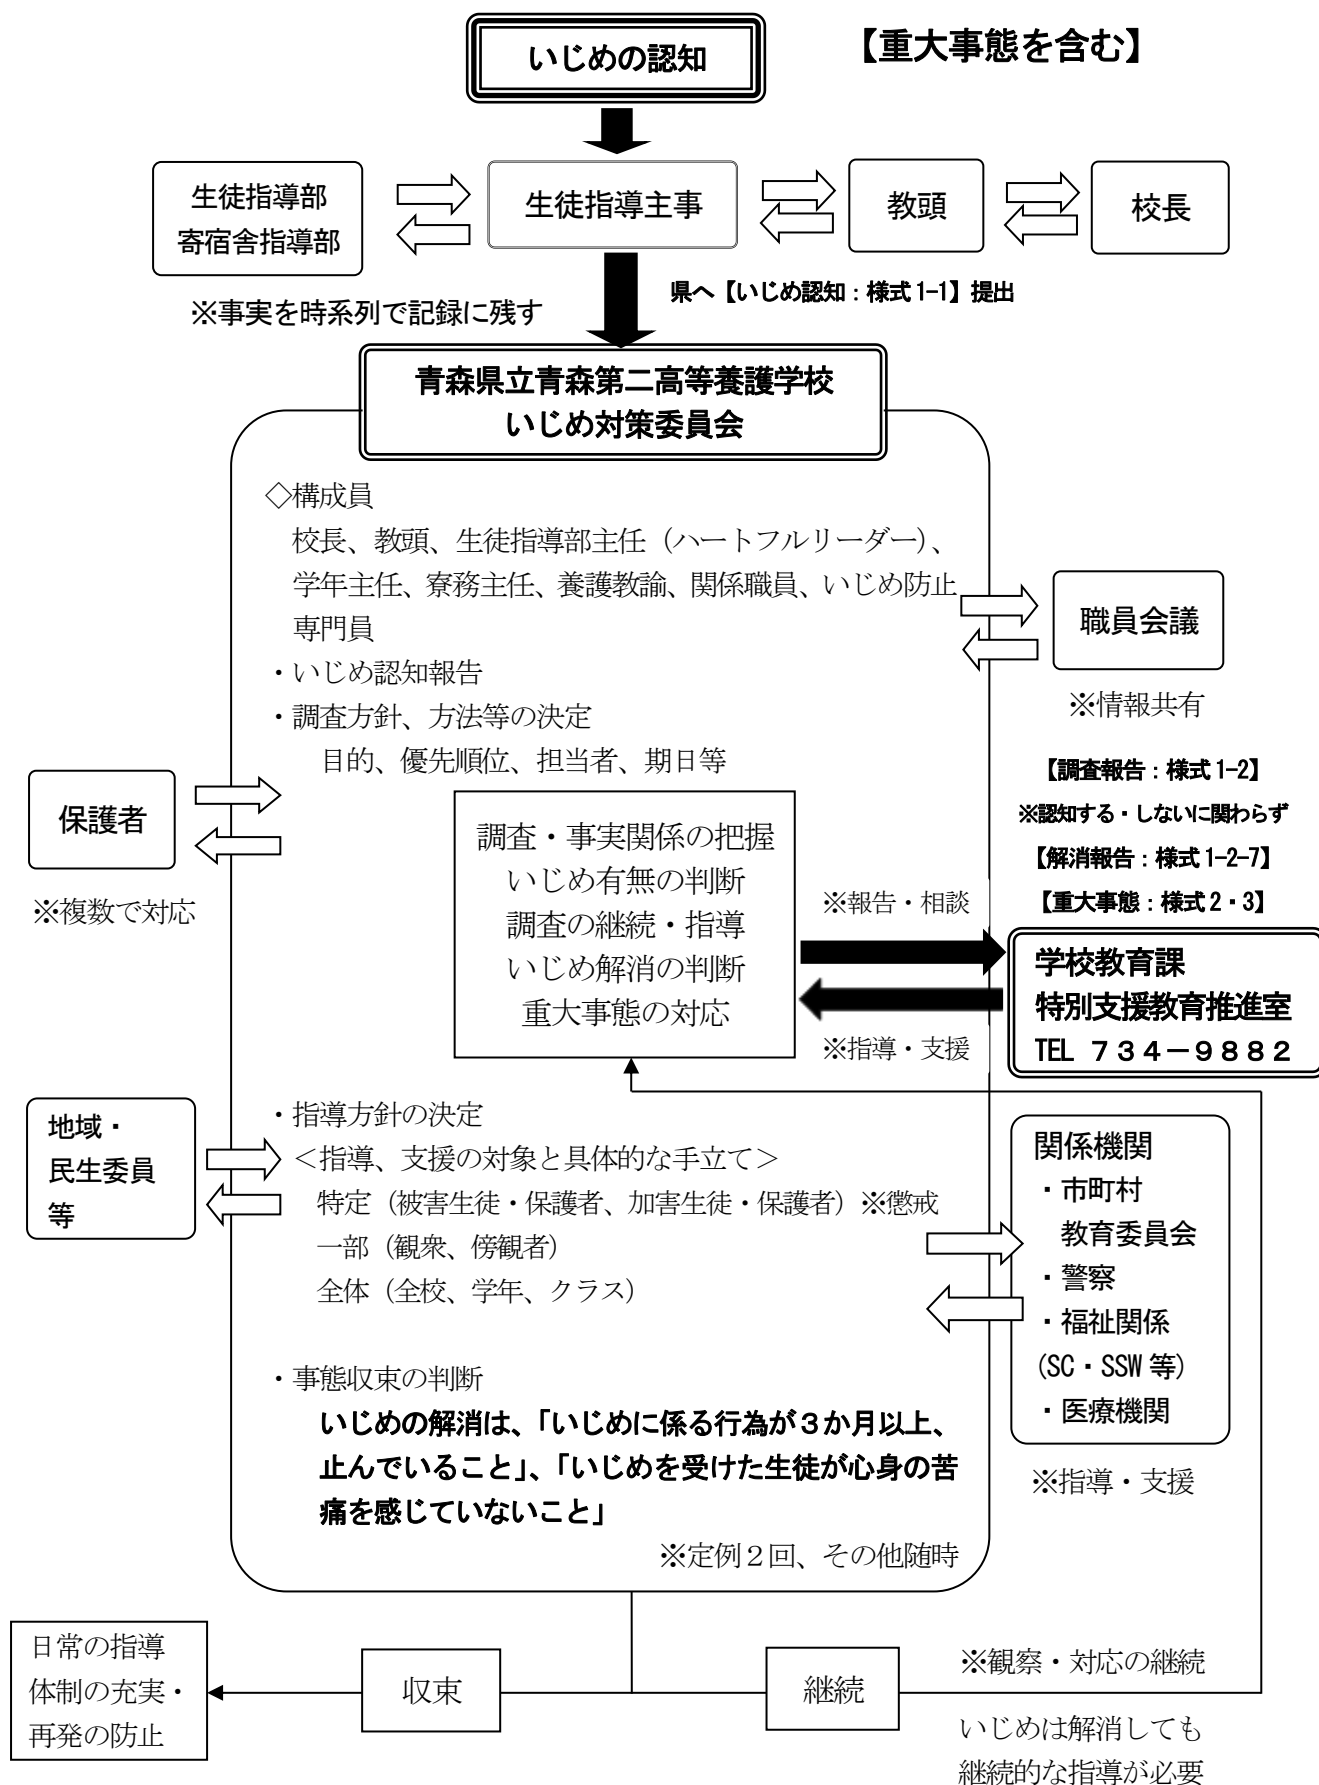 いじめの認知
【重大事態を含む】
生徒指導部
寄宿舎指導部
生徒指導主事
教頭
校長
県へ【いじめ認知：様式1-1】提出
※事実を時系列で記録に残す
青森県立青森第二高等養護学校
いじめ対策委員会
◇構成員
校長、教頭、生徒指導部主任（ハートフルリーダー）、
学年主任、寮務主任、養護教諭、関係職員、いじめ防止
専門員
・いじめ認知報告
・調査方針、方法等の決定
目的、優先順位、担当者、期日等
職員会議
※情報共有
保護者
※複数で対応
調査・事実関係の把握
いじめ有無の判断
調査の継続・指導
いじめ解消の判断
重大事態の対応
【調査報告：様式1-2】
※認知する・しないに関わらず
【解消報告：様式1-2-7】
【重大事態：様式2・3】
※報告・相談
※指導・支援
学校教育課
特別支援教育推進室
TEL ７３４－９８８２
地域・
民生委員
等
・指導方針の決定
＜指導、支援の対象と具体的な手立て＞
特定（被害生徒・保護者、加害生徒・保護者）※懲戒
一部（観衆、傍観者）
全体（全校、学年、クラス）
関係機関
・市町村
教育委員会
・警察
・福祉関係
(SC・SSW等)
・医療機関
※指導・支援
・事態収束の判断
いじめの解消は、「いじめに係る行為が３か月以上、
止んでいること」、「いじめを受けた生徒が心身の苦
痛を感じていないこと」
※定例２回、その他随時
日常の指導
体制の充実・
再発の防止
収束
継続
※観察・対応の継続
いじめは解消しても
継続的な指導が必要